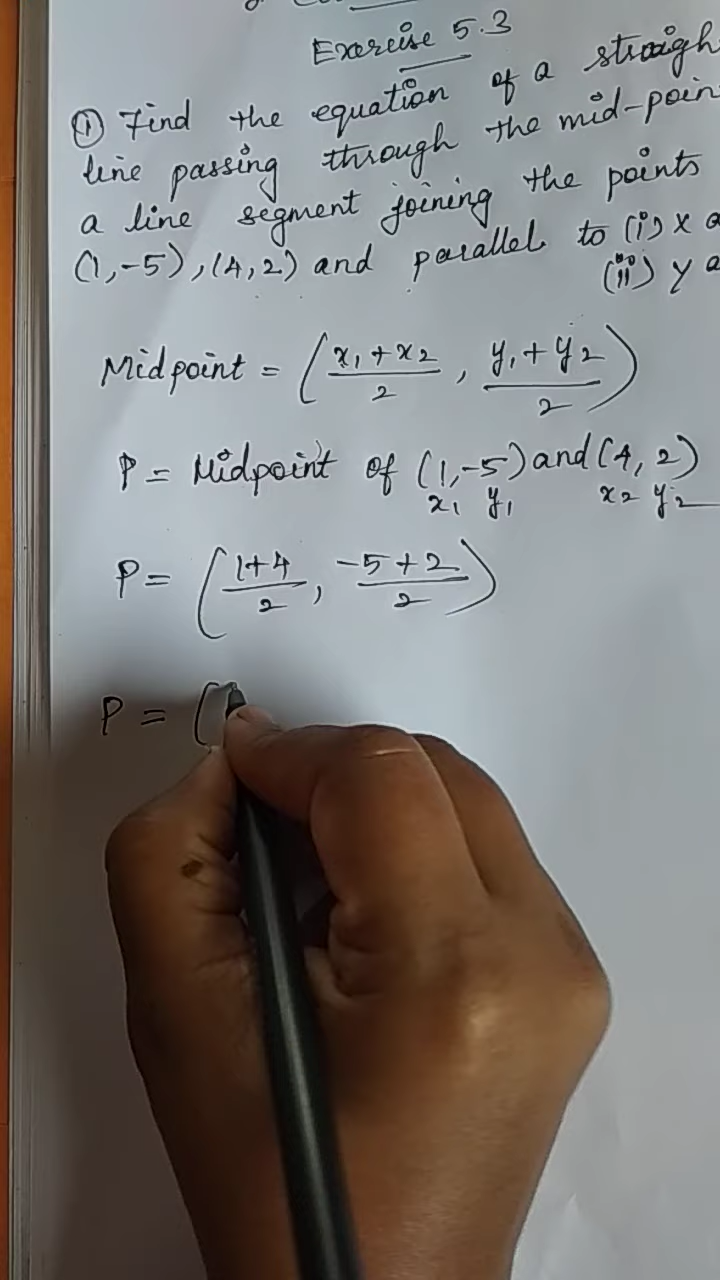 Exercise 5.3
① Find the equation of a straigh
line passing through the mid-poin
a line segment joining the points
(1,-5), (4,2) and parallel to (i) x a
(ii) y a
Midpoint = ( x₁ + x₂ / 2 , y₁ + y₂ / 2 )
P = Midpoint of (1,-5) and (4, 2)
x₁ y₁ x₂ y₂
P = ( 1+4 / 2 , -5+2 / 2 )
P = (